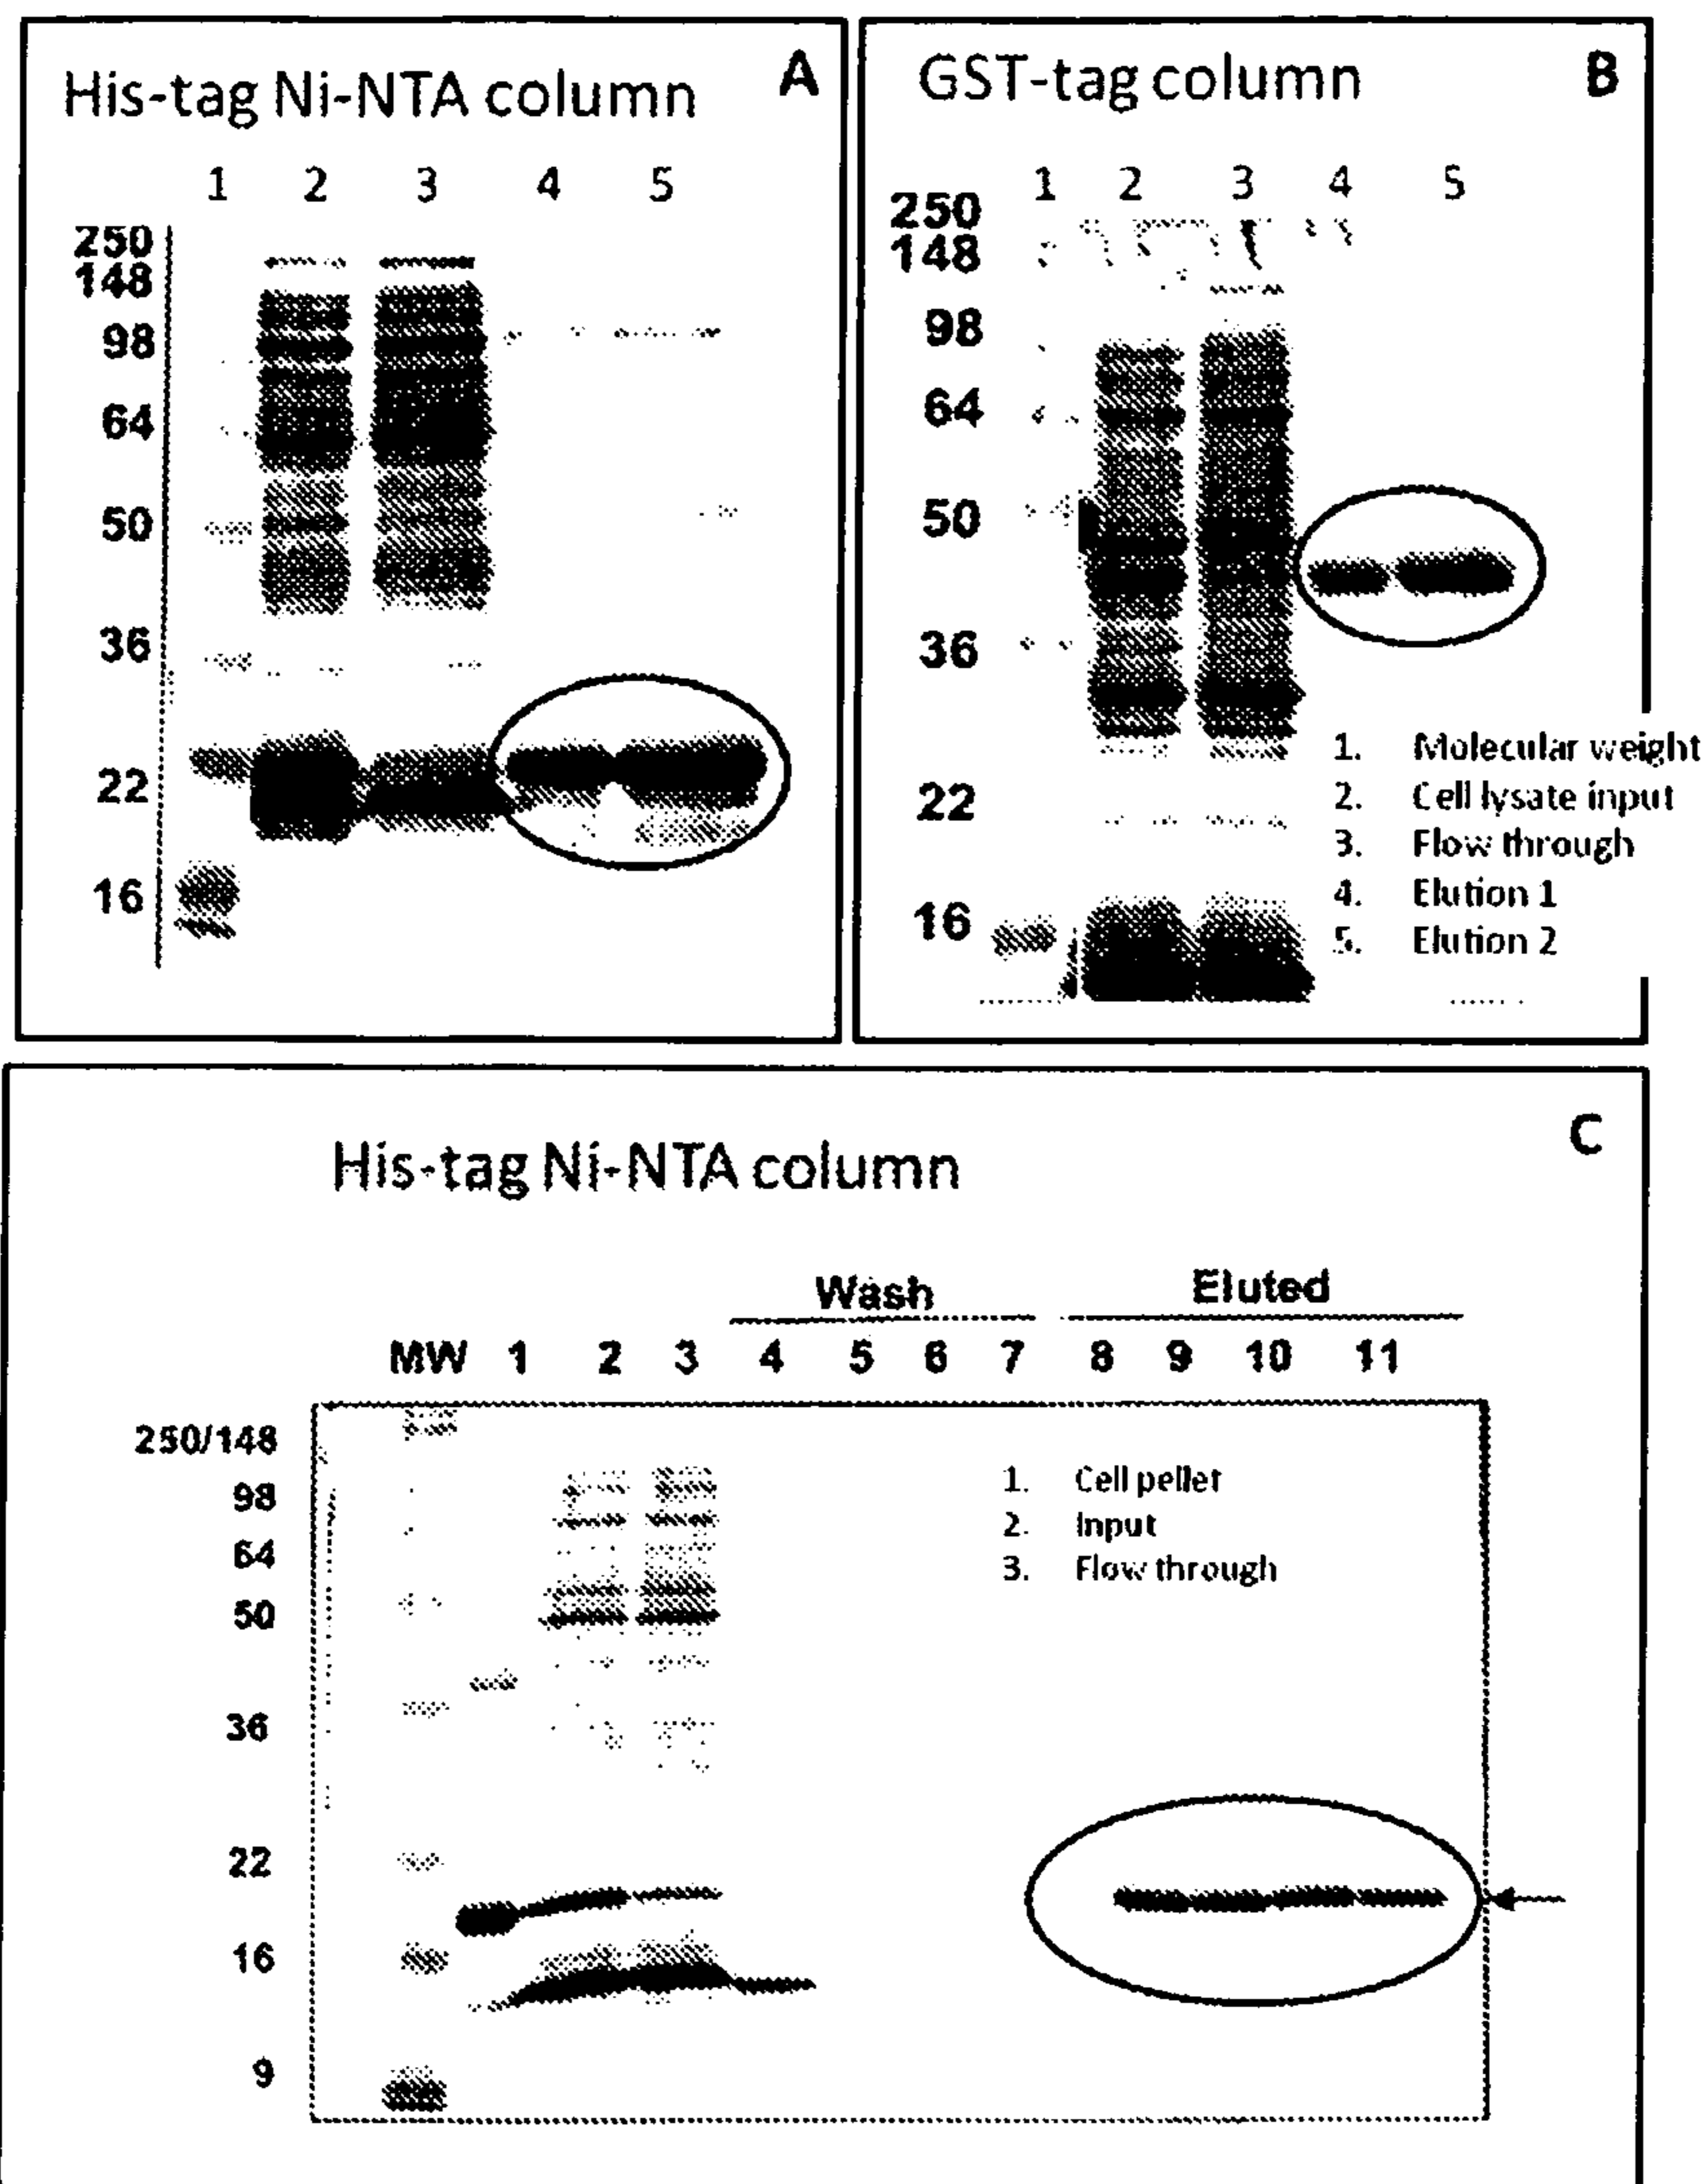 His-tag Ni-NTA column A
1 2 3 4 5
250
148
98
64
50
36
22
16
GST-tag column B
1 2 3 4 5
250
148
98
64
50
36
22
16
1. Molecular weight
2. Cell lysate input
3. Flow through
4. Elution 1
5. Elution 2
C
His-tag Ni-NTA column
Wash Eluted
MW 1 2 3 4 5 6 7 8 9 10 11
250/148
98
64
50
36
22
16
9
1. Cell pellet
2. Input
3. Flow through